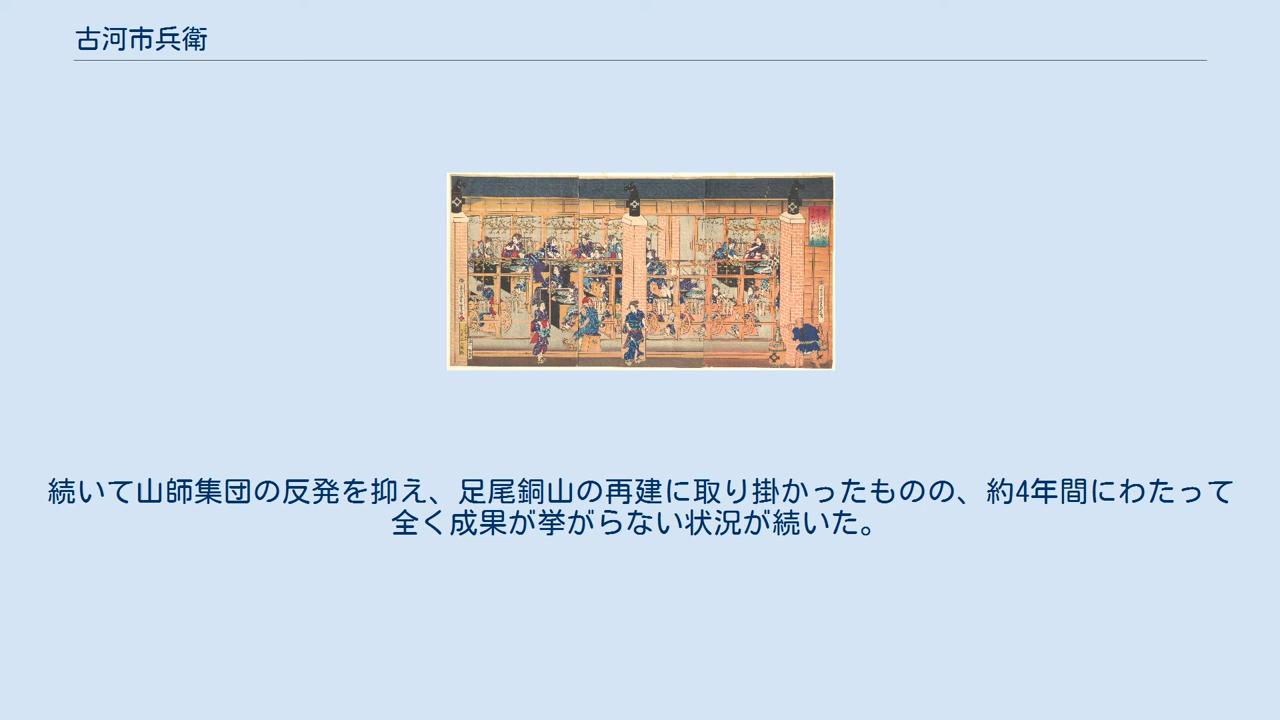 古河市兵衛
続いて山師集団の反発を抑え、足尾銅山の再建に取り掛かったものの、約4年間にわたって
全く成果が挙がらない状況が続いた。